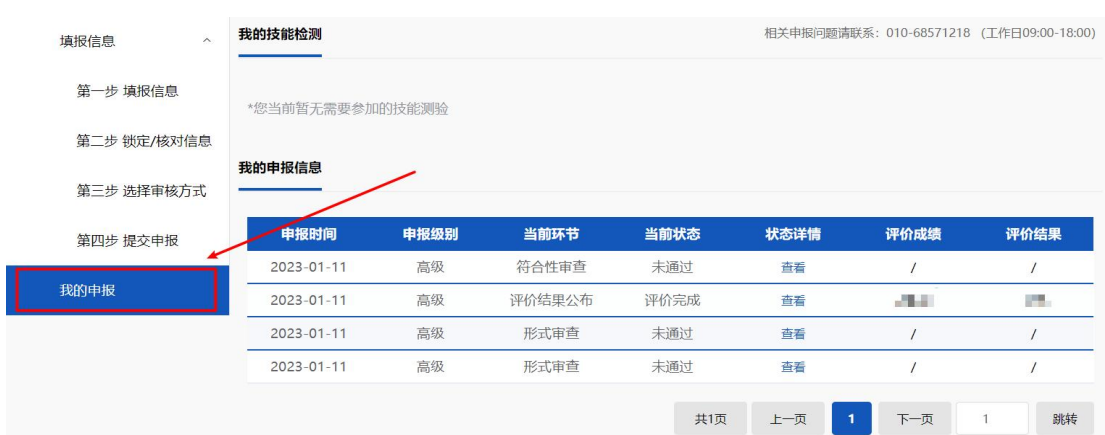 填报信息
我的技能检测
相关申报问题请联系：010-68571218 （工作日09:00-18:00）
第一步 填报信息
*您当前暂无需要参加的技能测验
第二步 锁定/核对信息
我的申报信息
第三步 选择审核方式
第四步 提交申报
我的申报
申报时间 申报级别 当前环节 当前状态 状态详情 评价成绩 评价结果
2023-01-11 高级 符合性审查 未通过 查看 / /
2023-01-11 高级 评价结果公布 评价完成 查看
2023-01-11 高级 形式审查 未通过 查看 / /
2023-01-11 高级 形式审查 未通过 查看 / /
共1页 上一页 1 下一页 1 跳转